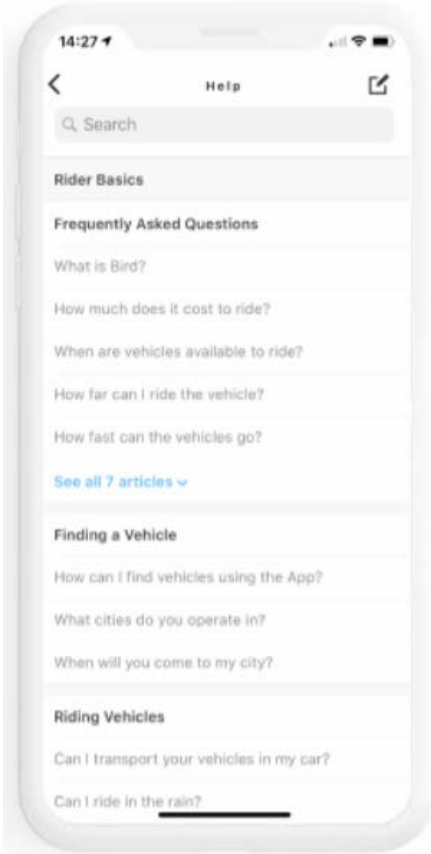 14:27
Help
Search
Rider Basics
Frequently Asked Questions
What is Bird?
How much does it cost to ride?
When are vehicles available to ride?
How far can I ride the vehicle?
How fast can the vehicles go?
See all 7 articles
Finding a Vehicle
How can I find vehicles using the App?
What cities do you operate in?
When will you come to my city?
Riding Vehicles
Can I transport your vehicles in my car?
Can I ride in the rain?